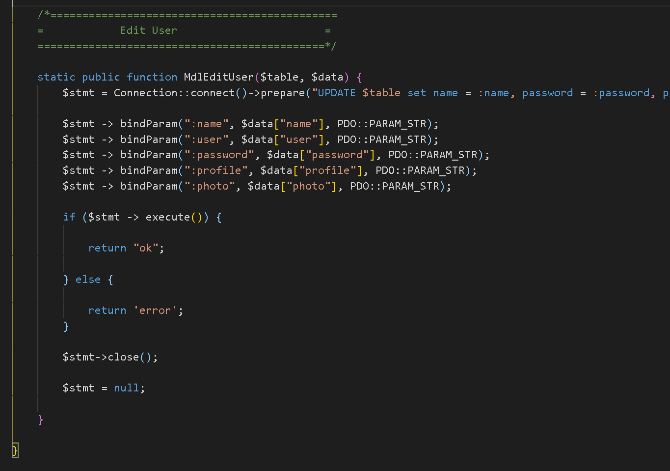 /*=============================================
=            Edit User                       =
=============================================*/
static public function MdlEditUser($table, $data) {
$stmt = Connection::connect()->prepare("UPDATE $table set name = :name, password = :password, p
$stmt -> bindParam(":name", $data["name"], PDO::PARAM_STR);
$stmt -> bindParam(":user", $data["user"], PDO::PARAM_STR);
$stmt -> bindParam(":password", $data["password"], PDO::PARAM_STR);
$stmt -> bindParam(":profile", $data["profile"], PDO::PARAM_STR);
$stmt -> bindParam(":photo", $data["photo"], PDO::PARAM_STR);
if ($stmt -> execute()) {
return "ok";
} else {
return 'error';
}
$stmt->close();
$stmt = null;
}
}